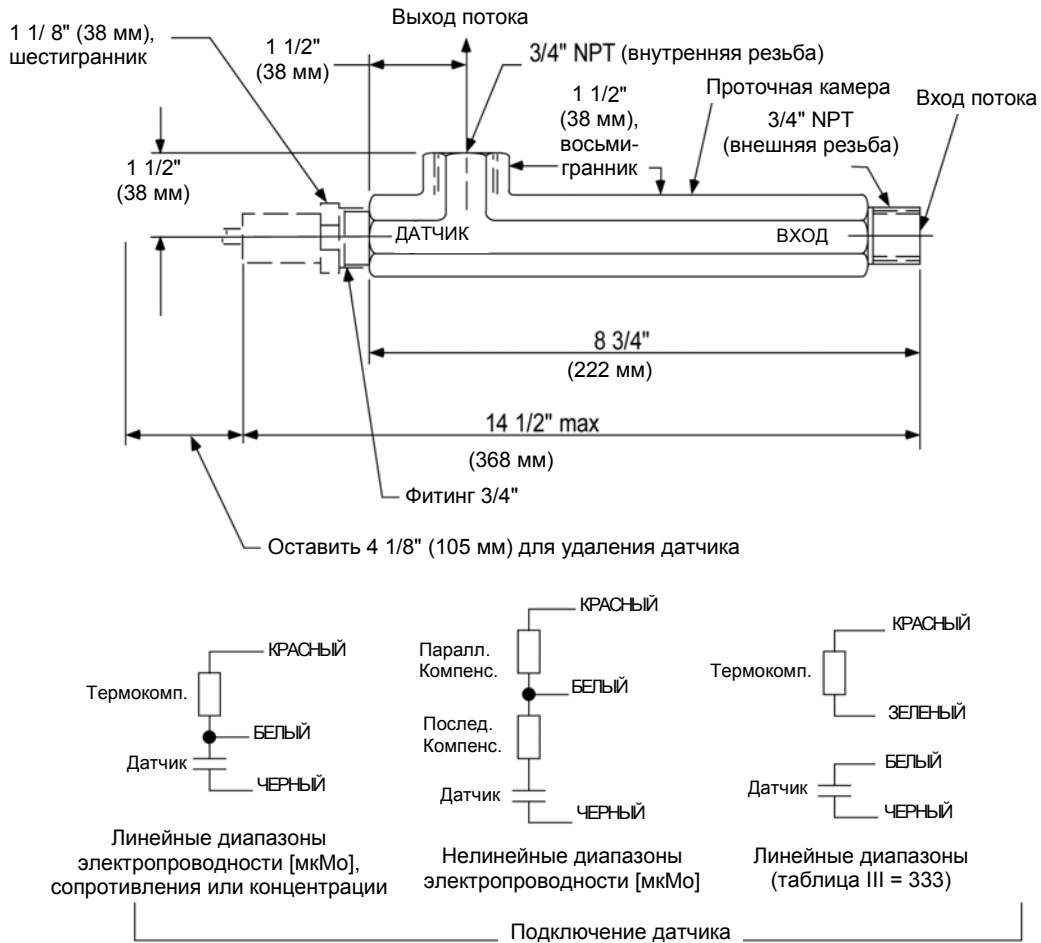 Выход потока
1 1/ 8" (38 мм),
шестигранник
1 1/2"
(38 мм)
3/4" NPT (внутренняя резьба)
1 1/2"
(38 мм),
восьми-
гранник
Проточная камера
3/4" NPT
(внешняя резьба)
Вход потока
1 1/2"
(38 мм)
ДАТЧИК
ВХОД
8 3/4"
(222 мм)
14 1/2" max
(368 мм)
Фитинг 3/4"
Оставить 4 1/8" (105 мм) для удаления датчика
КРАСНЫЙ
Термокомп.
БЕЛЫЙ
Датчик
ЧЕРНЫЙ
Линейные диапазоны
электропроводности [мкМо],
сопротивления или концентрации
КРАСНЫЙ
Паралл.
Компенс.
БЕЛЫЙ
Послед.
Компенс.
Датчик
ЧЕРНЫЙ
Нелинейные диапазоны
электропроводности [мкМо]
КРАСНЫЙ
Термокомп.
ЗЕЛЕНЫЙ
БЕЛЫЙ
Датчик
ЧЕРНЫЙ
Линейные диапазоны
(таблица III = 333)
Подключение датчика